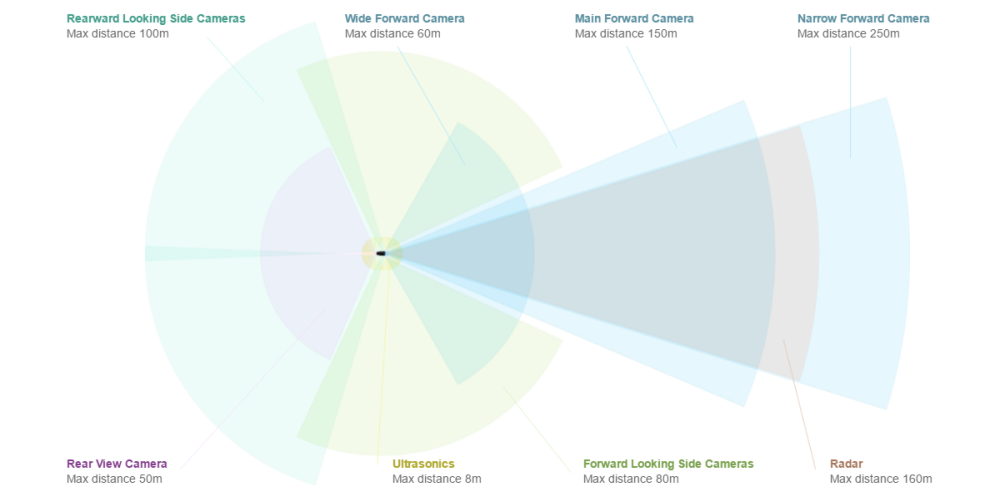 Rearward Looking Side Cameras
Max distance 100m
Wide Forward Camera
Max distance 60m
Main Forward Camera
Max distance 150m
Narrow Forward Camera
Max distance 250m
Rear View Camera
Max distance 50m
Ultrasonics
Max distance 8m
Forward Looking Side Cameras
Max distance 80m
Radar
Max distance 160m